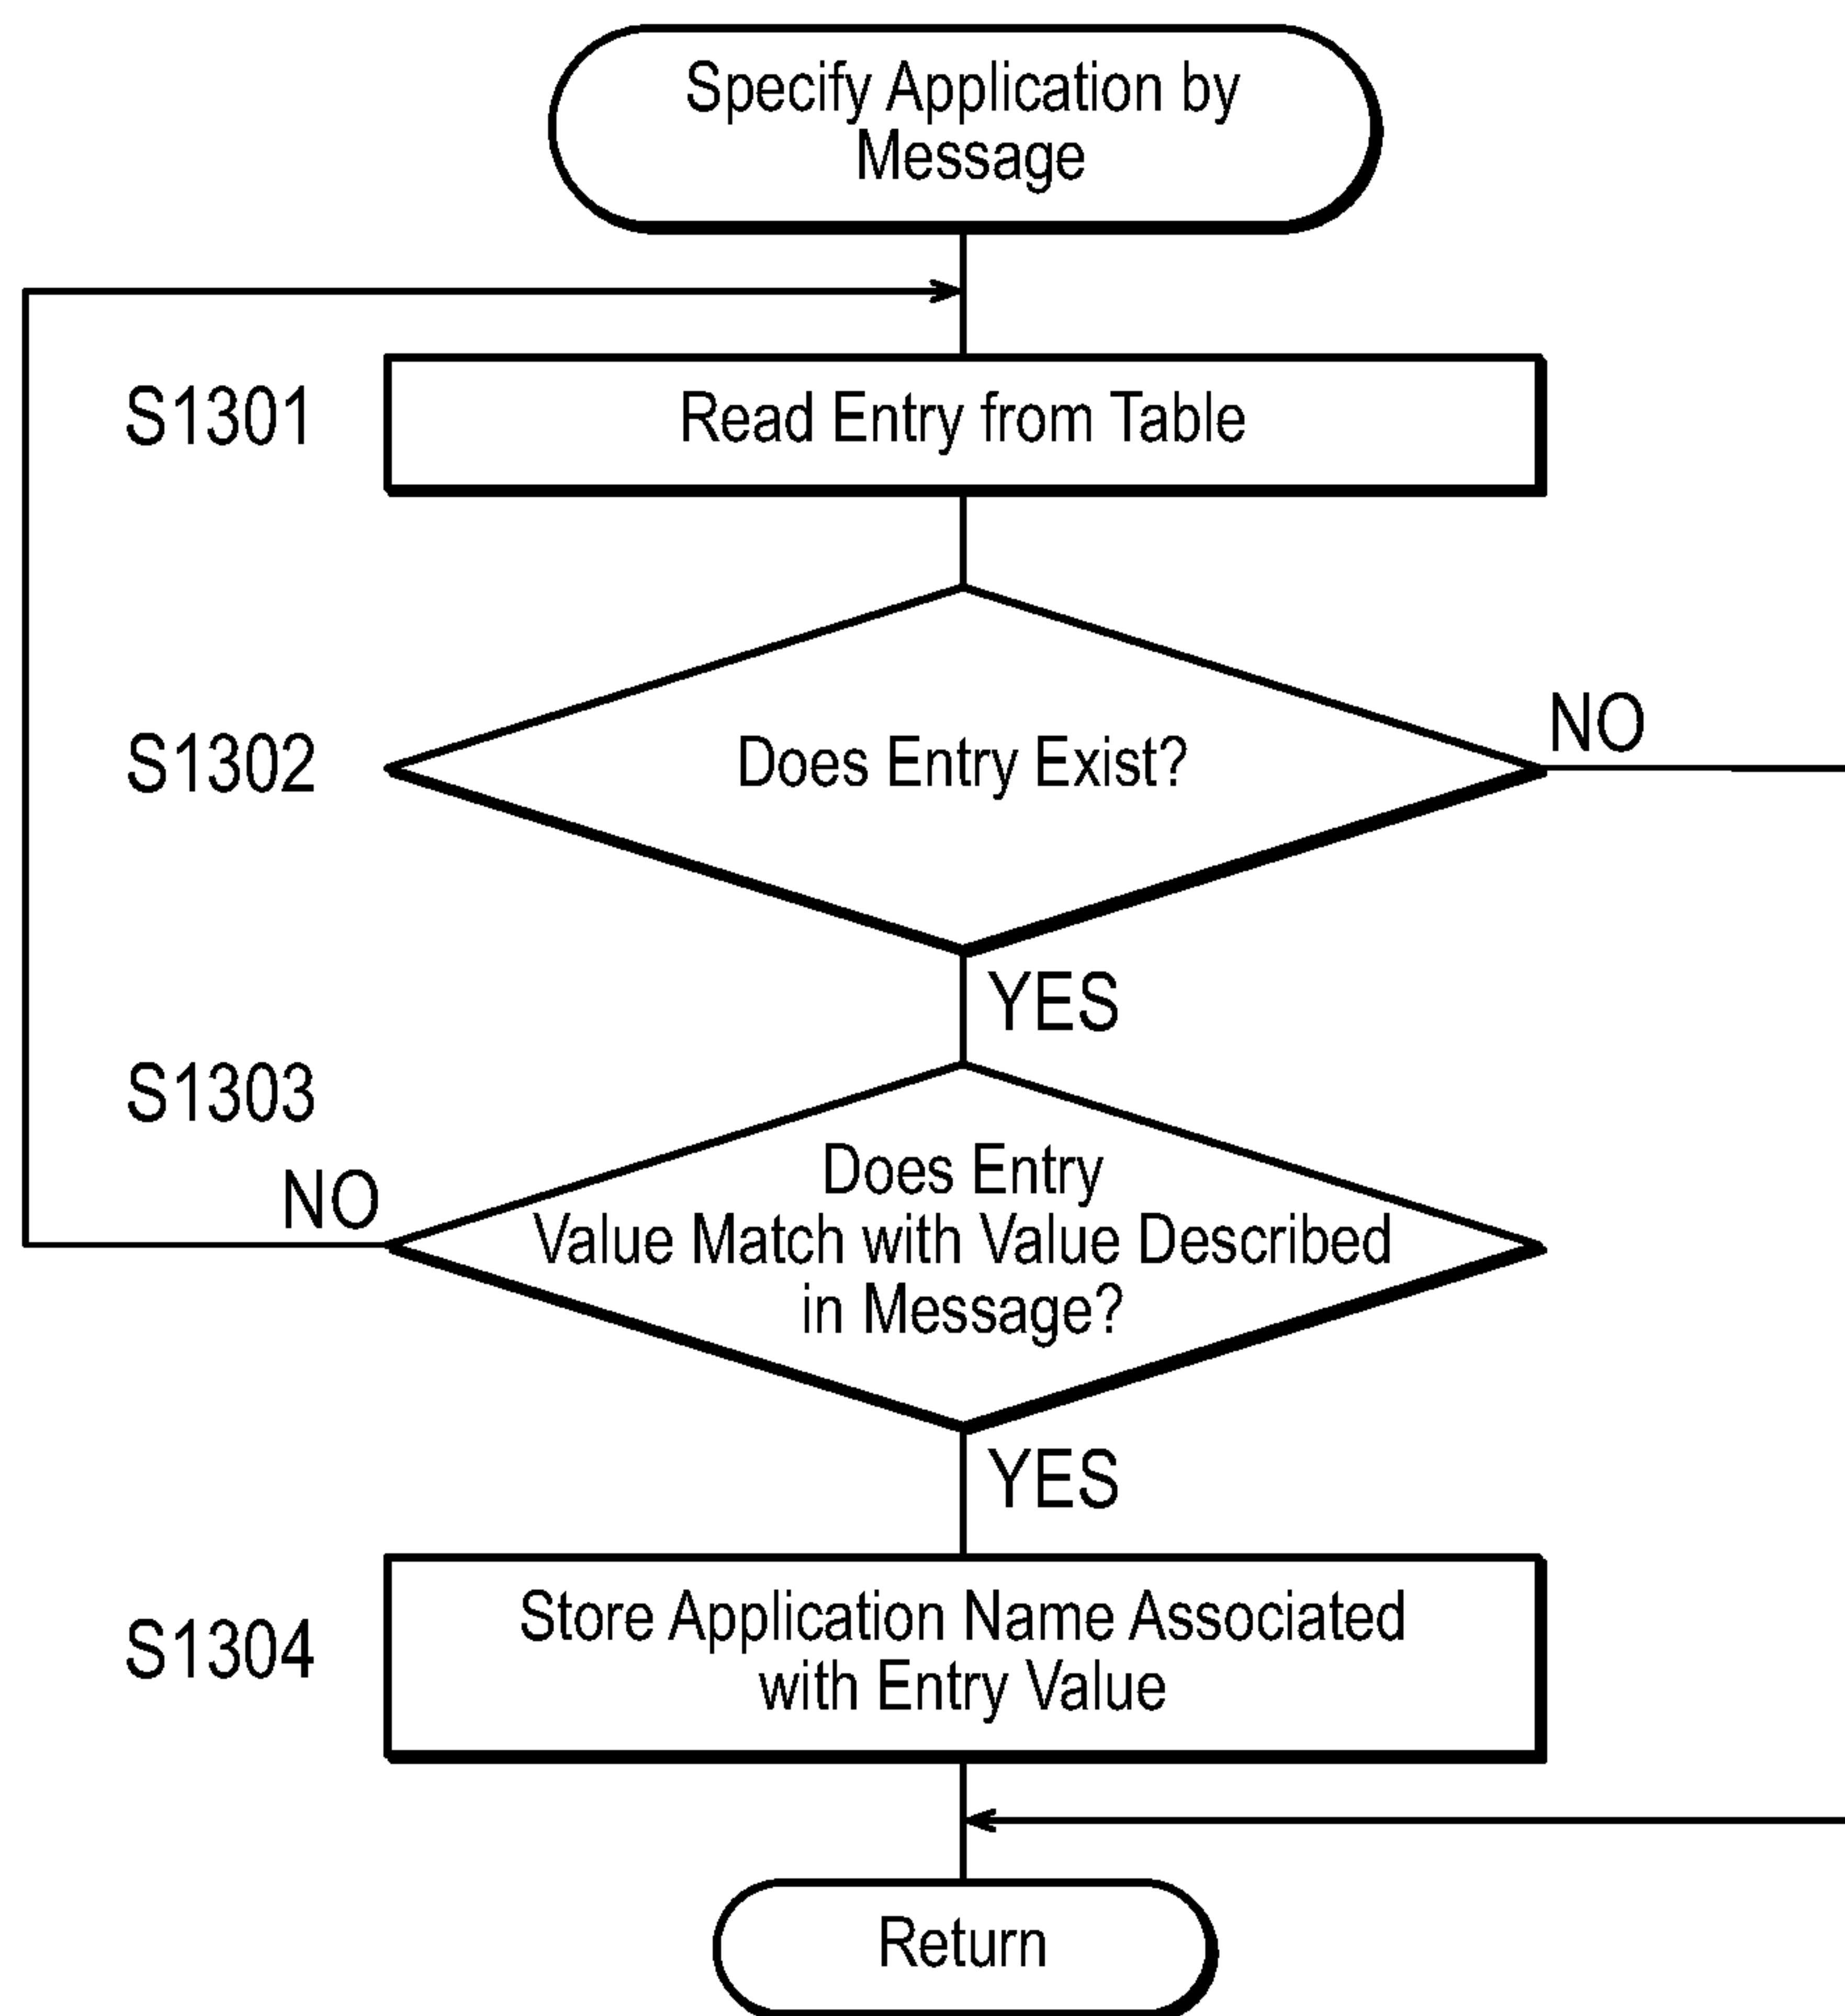 Specify Application by
Message
S1301
Read Entry from Table
S1302
Does Entry Exist?
NO
YES
S1303
NO
Does Entry
Value Match with Value Described
in Message?
YES
S1304
Store Application Name Associated
with Entry Value
Return